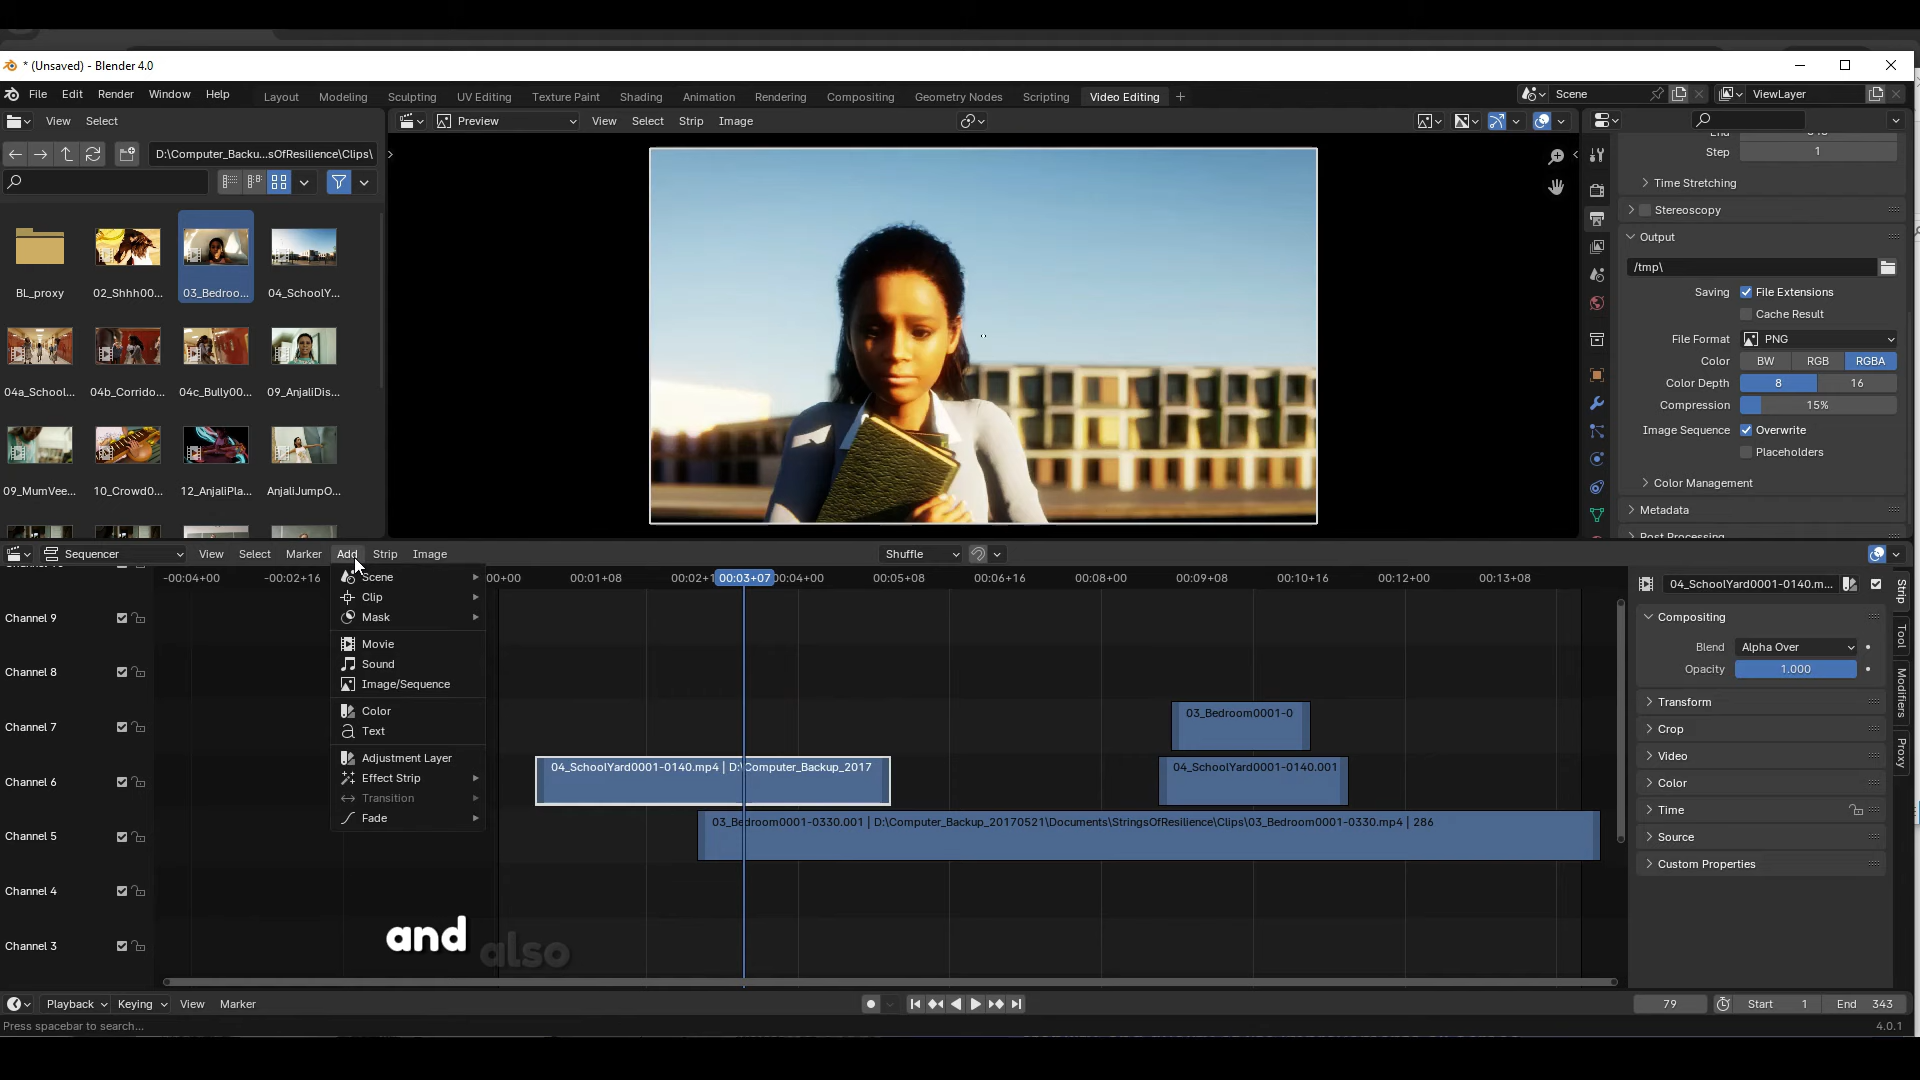 * (Unsaved) - Blender 4.0
File Edit Render Window Help Layout Modeling Sculpting UV Editing Texture Paint Shading Animation Rendering Compositing Geometry Nodes Scripting Video Editing + Scene ViewLayer
View Select Preview View Select Strip Image
D:\Computer_Backu...sOfResilience\Clips\
Step 1
Time Stretching
Stereoscopy
Output
/tmp\
Saving File Extensions
Cache Result
File Format PNG
Color BW RGB RGBA
Color Depth 8 16
Compression 15%
Image Sequence Overwrite
Placeholders
Color Management
Metadata
Post Processing
BL_proxy 02_Shhh00... 03_Bedroo... 04_SchoolY...
04a_School... 04b_Corrido... 04c_Bully00... 09_AnjaliDis...
09_MumVee... 10_Crowd0... 12_AnjaliPla... AnjaliJumpO...
Sequencer View Select Marker Add Strip Image Shuffle
-00:04+00 -00:02+16 00+00 00:01+08 00:02+1 00:03+07 00:04+00 00:05+08 00:06+16 00:08+00 00:09+08 00:10+16 00:12+00 00:13+08
Scene
Clip
Mask
Movie
Sound
Image/Sequence
Color
Text
Adjustment Layer
Effect Strip
Transition
Fade
Channel 9
Channel 8
Channel 7
Channel 6
Channel 5
Channel 4
Channel 3
03_Bedroom0001-0
04_SchoolYard0001-0140.mp4 | D:\Computer_Backup_2017
04_SchoolYard0001-0140.001
03_Bedroom0001-0330.001 | D:\Computer_Backup_20170521\Documents\StringsOfResilience\Clips\03_Bedroom0001-0330.mp4 | 286
04_SchoolYard0001-0140.m...
Compositing
Blend Alpha Over
Opacity 1.000
Transform
Crop
Video
Color
Time
Source
Custom Properties
Strip
Tool
Modifiers
Proxy
and also
Playback Keying View Marker 79 Start 1 End 343
Press spacebar to search...
4.0.1